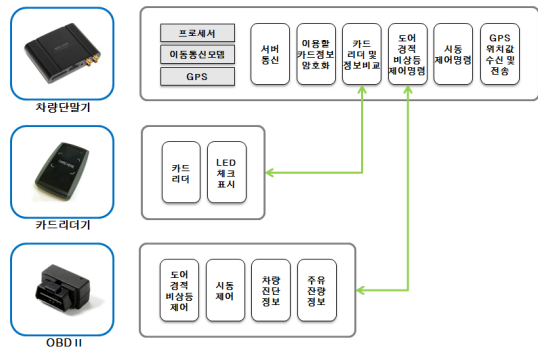 프로세서
이동통신모뎀
GPS
서버
통신
이용할
카드정보
암호화
카드
리더 및
정보비교
도어
경적
비상등
제어명령
시동
제어명령
GPS
위치값
수신 및
전송
차량단말기
카드
리더
LED
체크
표시
카드리더기
도어
경적
비상등
제어
시동
제어
차량
진단
정보
주유
잔량
정보
OBD II